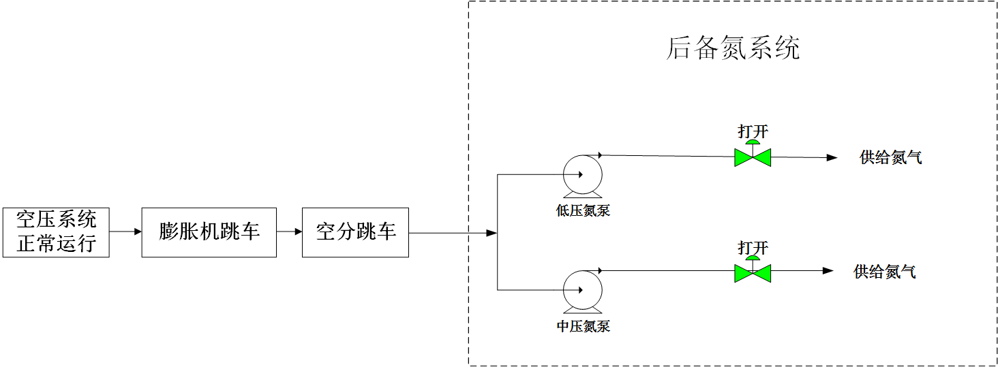 后备氮系统
打开
供给氮气
低压氮泵
空压系统
正常运行
膨胀机跳车
空分跳车
打开
供给氮气
中压氮泵